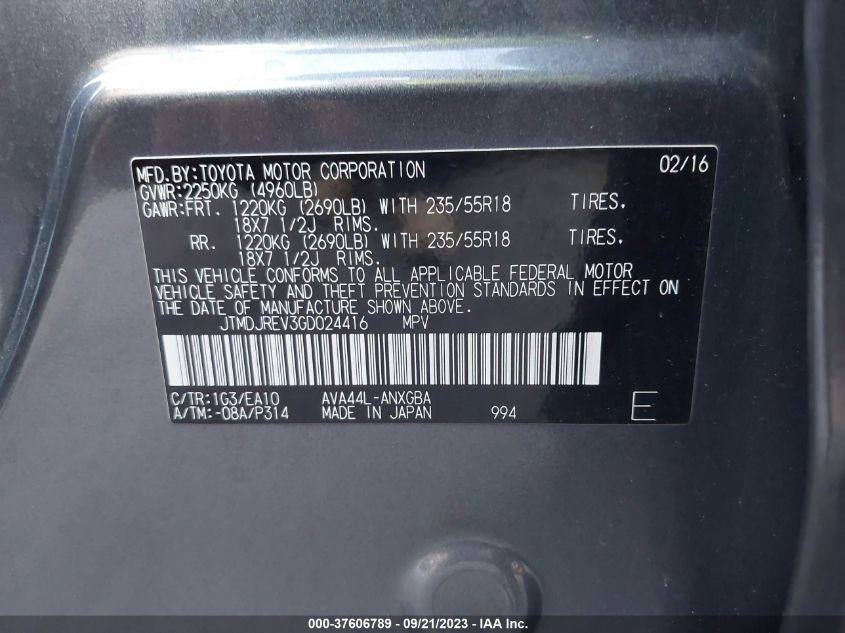 MFD.BY:TOYOTA MOTOR CORPORATION 02/16
GVWR:2250KG (4960LB)
GAWR:FRT. 1220KG (2690LB) WITH 235/55R18 TIRES.
18X7 1/2J RIMS.
RR. 1220KG (2690LB) WITH 235/55R18 TIRES.
18X7 1/2J RIMS.
THIS VEHICLE CONFORMS TO ALL APPLICABLE FEDERAL MOTOR
VEHICLE SAFETY AND THEFT PREVENTION STANDARDS IN EFFECT ON
THE DATE OF MANUFACTURE SHOWN ABOVE.
JTMDJREV3GD024416 MPV
C/TR:1G3/EA10 AVA44L-ANXGBA
A/TM:-08A/P314 MADE IN JAPAN 994 E
000-37606789 - 09/21/2023 - IAA Inc.